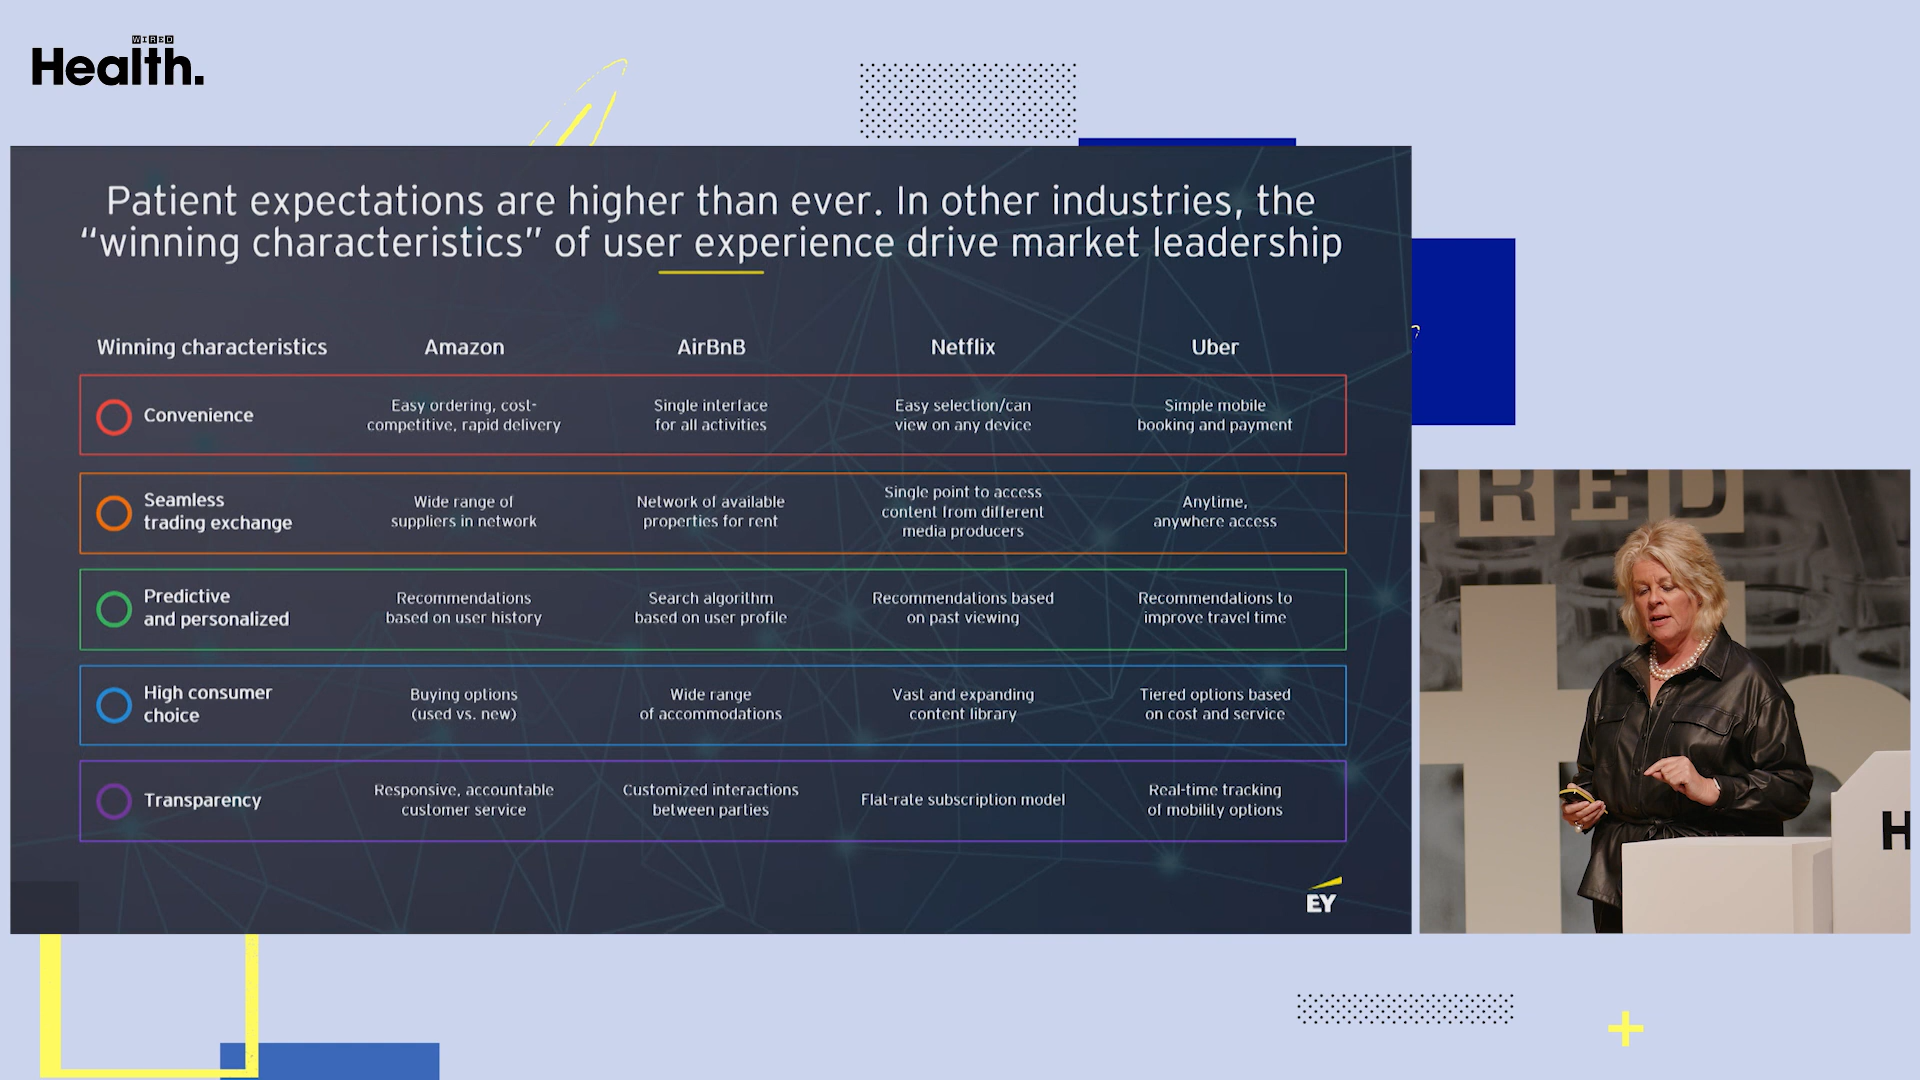 WIRED
Health.
Patient expectations are higher than ever. In other industries, the
“winning characteristics” of user experience drive market leadership
Winning characteristics
Amazon
AirBnB
Netflix
Uber
Convenience
Easy ordering, cost-
competitive, rapid delivery
Single interface
for all activities
Easy selection/can
view on any device
Simple mobile
booking and payment
Seamless
trading exchange
Wide range of
suppliers in network
Network of available
properties for rent
Single point to access
content from different
media producers
Anytime,
anywhere access
Predictive
and personalized
Recommendations
based on user history
Search algorithm
based on user profile
Recommendations based
on past viewing
Recommendations to
improve travel time
High consumer
choice
Buying options
(used vs. new)
Wide range
of accommodations
Vast and expanding
content library
Tiered options based
on cost and service
Transparency
Responsive, accountable
customer service
Customized interactions
between parties
Flat-rate subscription model
Real-time tracking
of mobility options
EY
RED
H